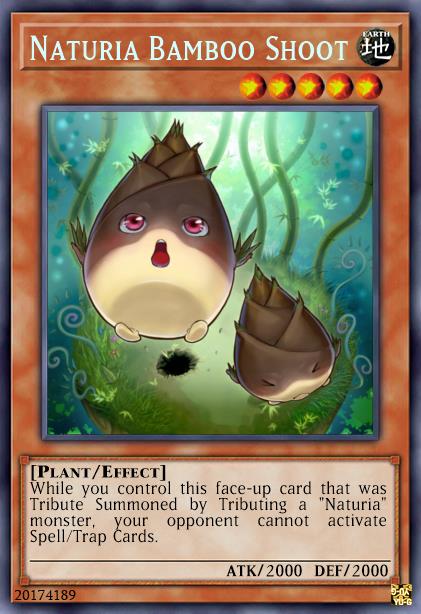 NATURIA BAMBOO SHOOT
EARTH
地
[PLANT/EFFECT]
While you control this face-up card that was
Tribute Summoned by Tributing a "Naturia"
monster, your opponent cannot activate
Spell/Trap Cards.
ATK/2000 DEF/2000
20174189